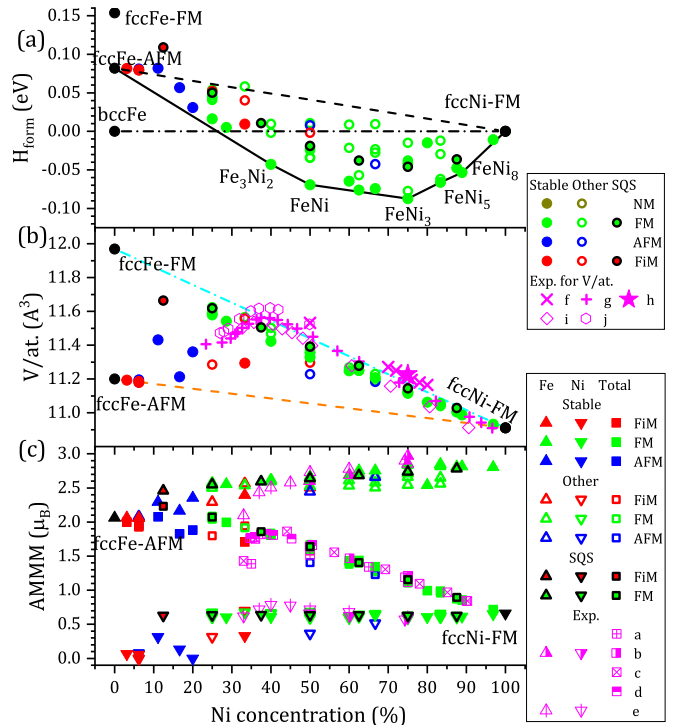 (a)
H_form (eV)
0.15
0.10
0.05
0.00
-0.05
-0.10
fccFe-FM
fccFe-AFM
bccFe
fccNi-FM
Fe₃Ni₂
FeNi
FeNi₃
FeNi₅
FeNi₈
Stable Other SQS
NM
FM
AFM
FiM
Exp. for V/at.
f g h
i j
(b)
V/at. (A³)
12.0
11.8
11.6
11.4
11.2
11.0
fccFe-FM
fccFe-AFM
fccNi-FM
(c)
AMMM (μ_B)
3.0
2.5
2.0
1.5
1.0
0.5
0.0
fccFe-AFM
fccNi-FM
0 10 20 30 40 50 60 70 80 90 100
Ni concentration (%)
Fe Ni Total
Stable
FiM
FM
AFM
Other
FiM
FM
AFM
SQS
FiM
FM
Exp.
a
b
c
d
e